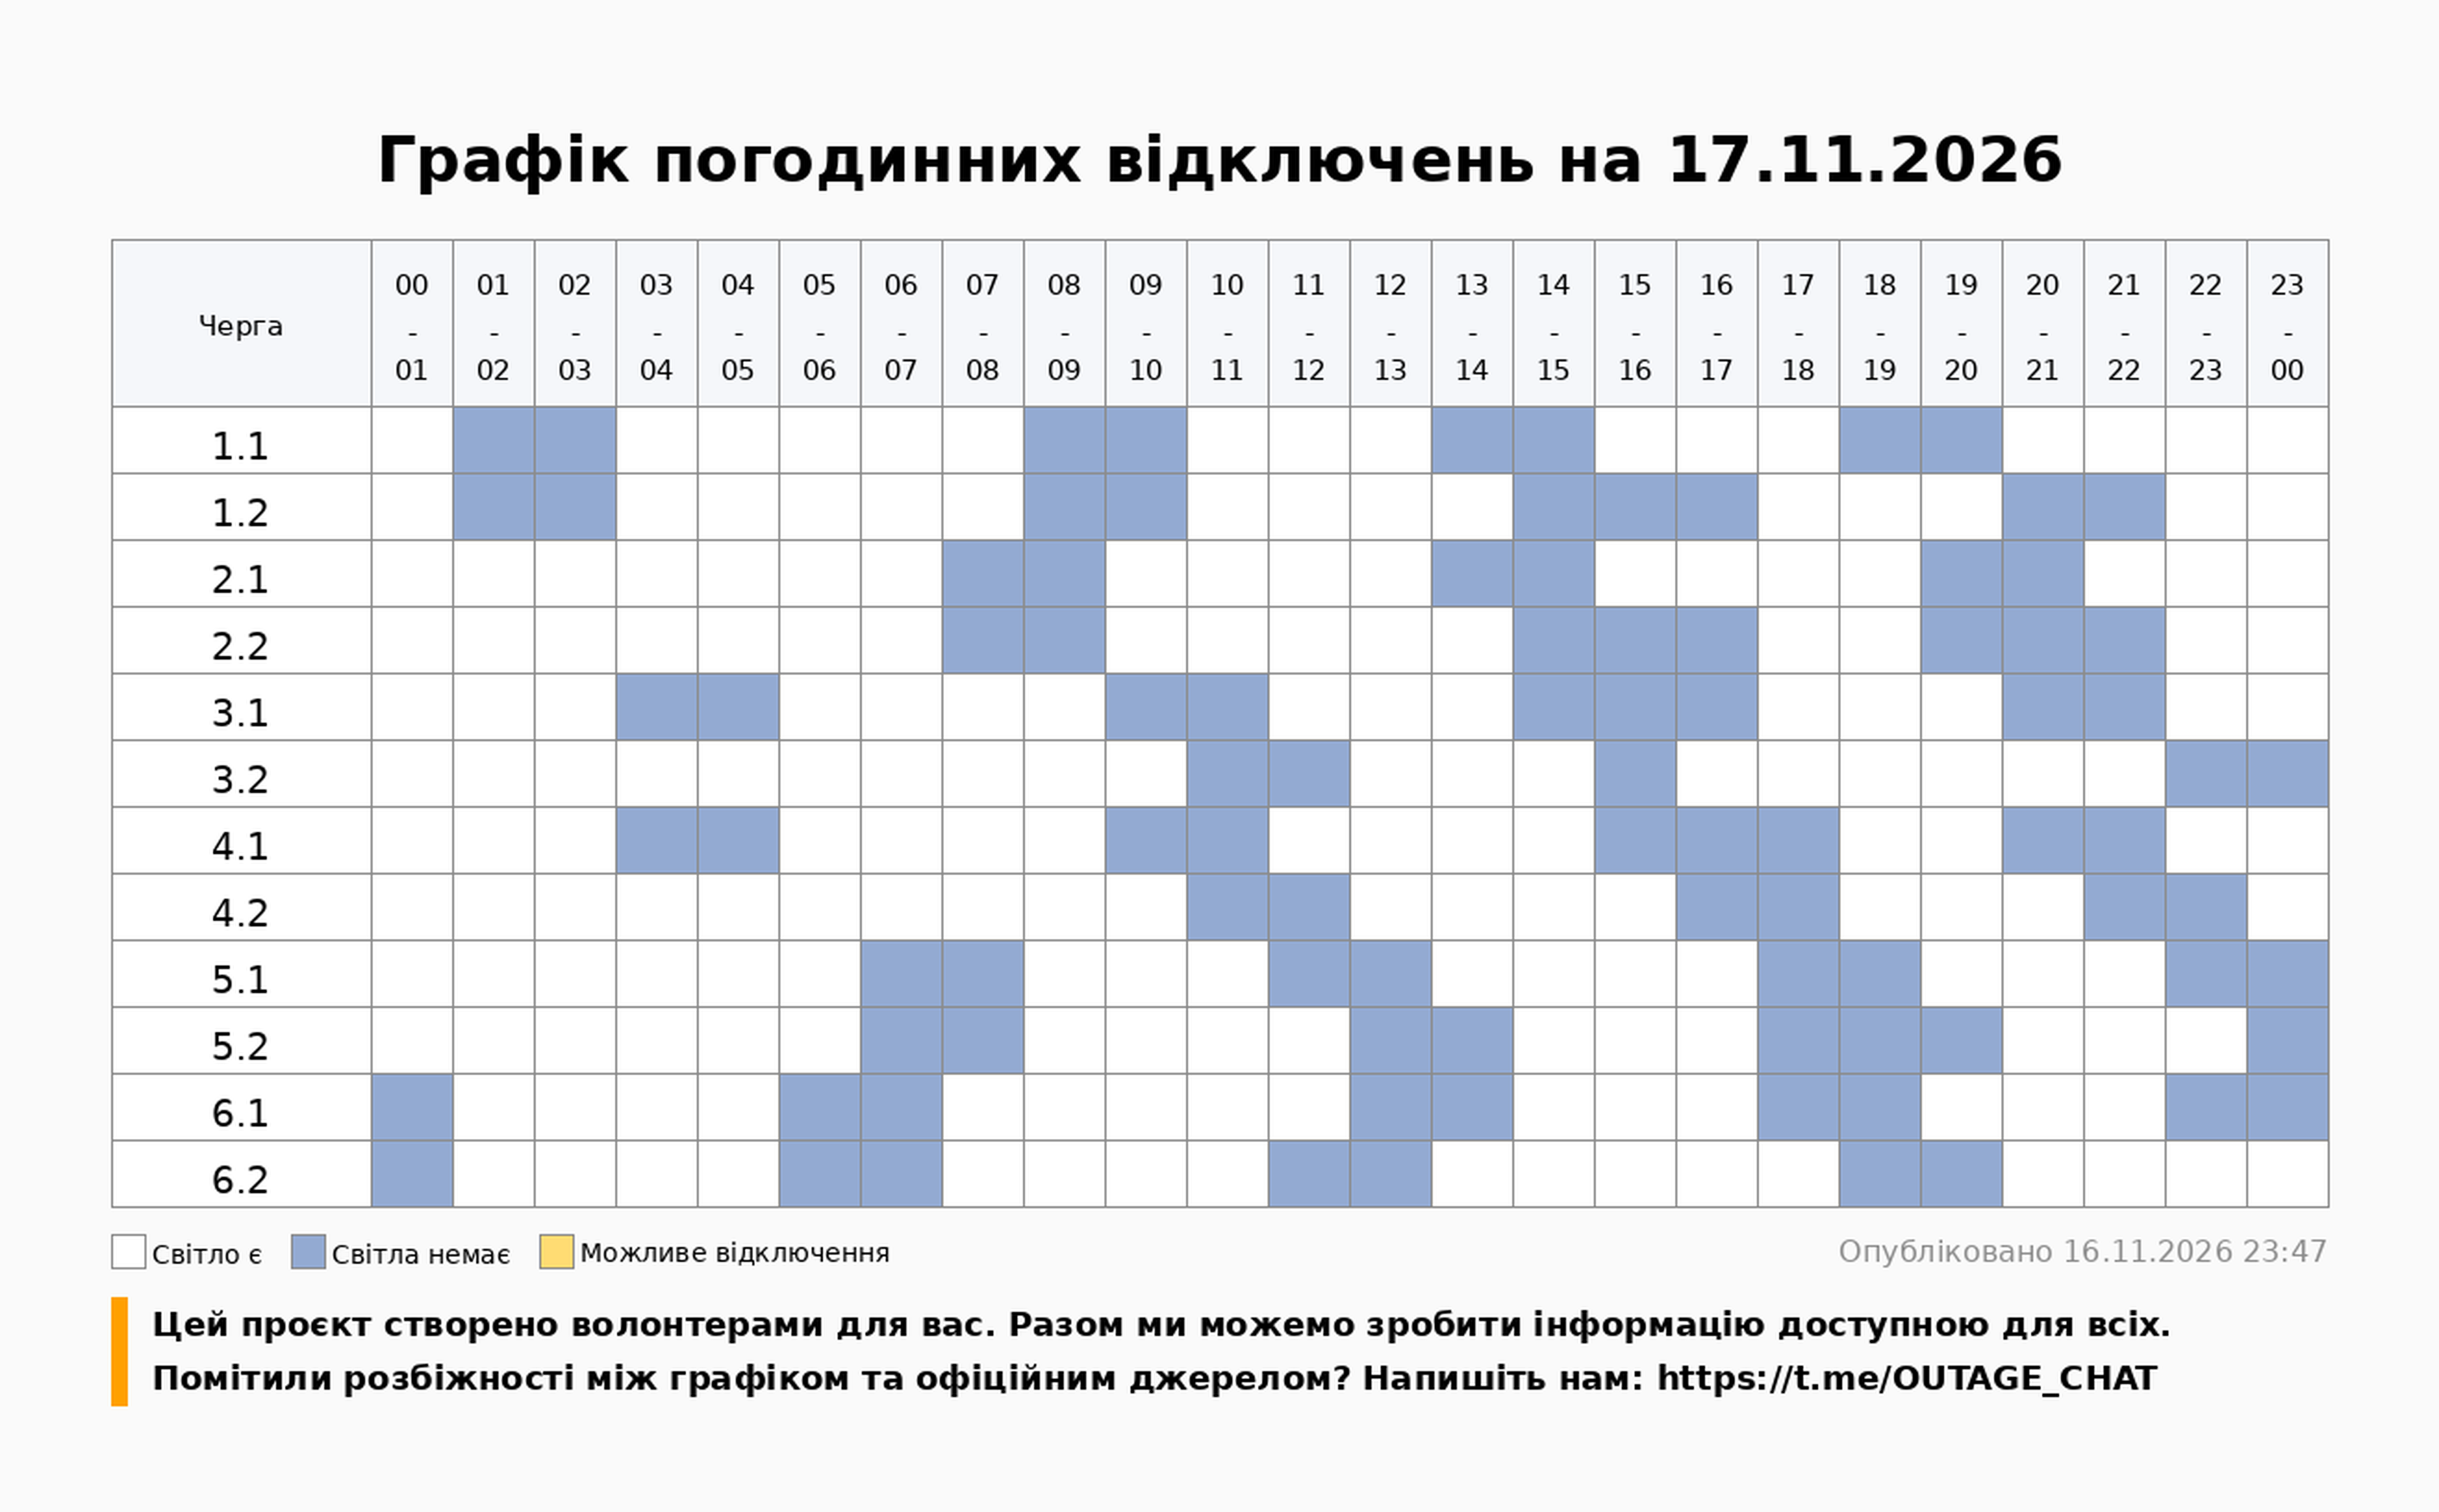 Графік погодинних відключень на 17.11.2026
Черга 00 - 01 01 - 02 02 - 03 03 - 04 04 - 05 05 - 06 06 - 07 07 - 08 08 - 09 09 - 10 10 - 11 11 - 12 12 - 13 13 - 14 14 - 15 15 - 16 16 - 17 17 - 18 18 - 19 19 - 20 20 - 21 21 - 22 22 - 23 23 - 00
1.1
1.2
2.1
2.2
3.1
3.2
4.1
4.2
5.1
5.2
6.1
6.2
Світло є Світла немає Можливе відключення Опубліковано 16.11.2026 23:47
Цей проєкт створено волонтерами для вас. Разом ми можемо зробити інформацію доступною для всіх.
Помітили розбіжності між графіком та офіційним джерелом? Напишіть нам: https://t.me/OUTAGE_CHAT